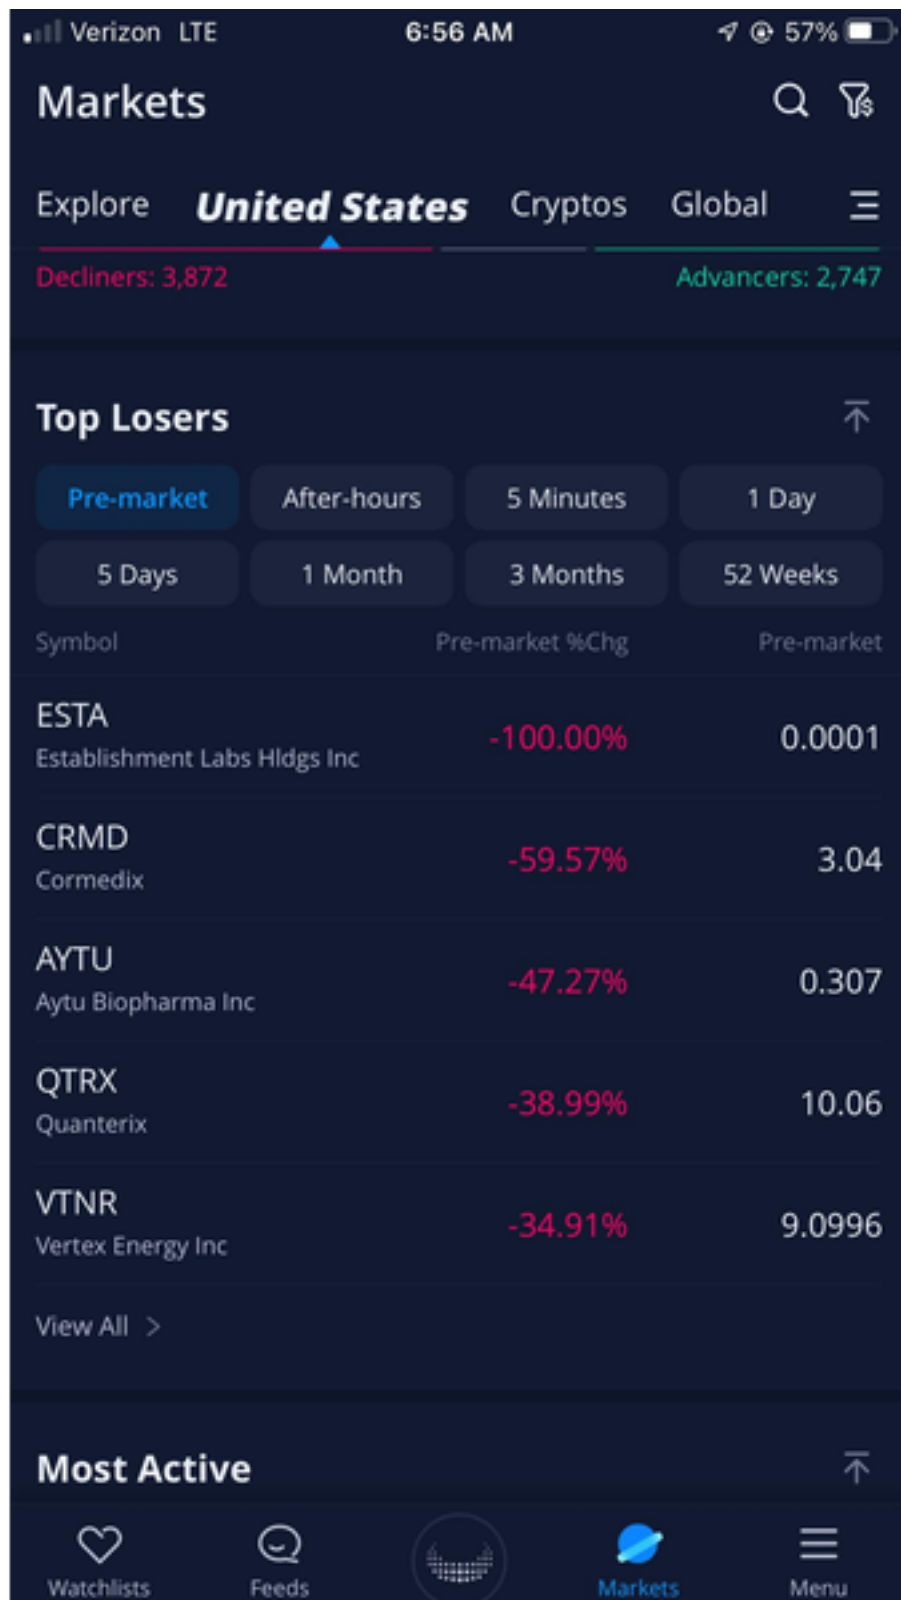 Verizon LTE 6:56 AM 57%
Markets
Explore United States Cryptos Global
Decliners: 3,872 Advancers: 2,747
Top Losers
Pre-market After-hours 5 Minutes 1 Day
5 Days 1 Month 3 Months 52 Weeks
Symbol Pre-market %Chg Pre-market
ESTA
Establishment Labs Hldgs Inc -100.00% 0.0001
CRMD
Cormedix -59.57% 3.04
AYTU
Aytu Biopharma Inc -47.27% 0.307
QTRX
Quanterix -38.99% 10.06
VTNR
Vertex Energy Inc -34.91% 9.0996
View All >
Most Active
Watchlists Feeds Markets Menu